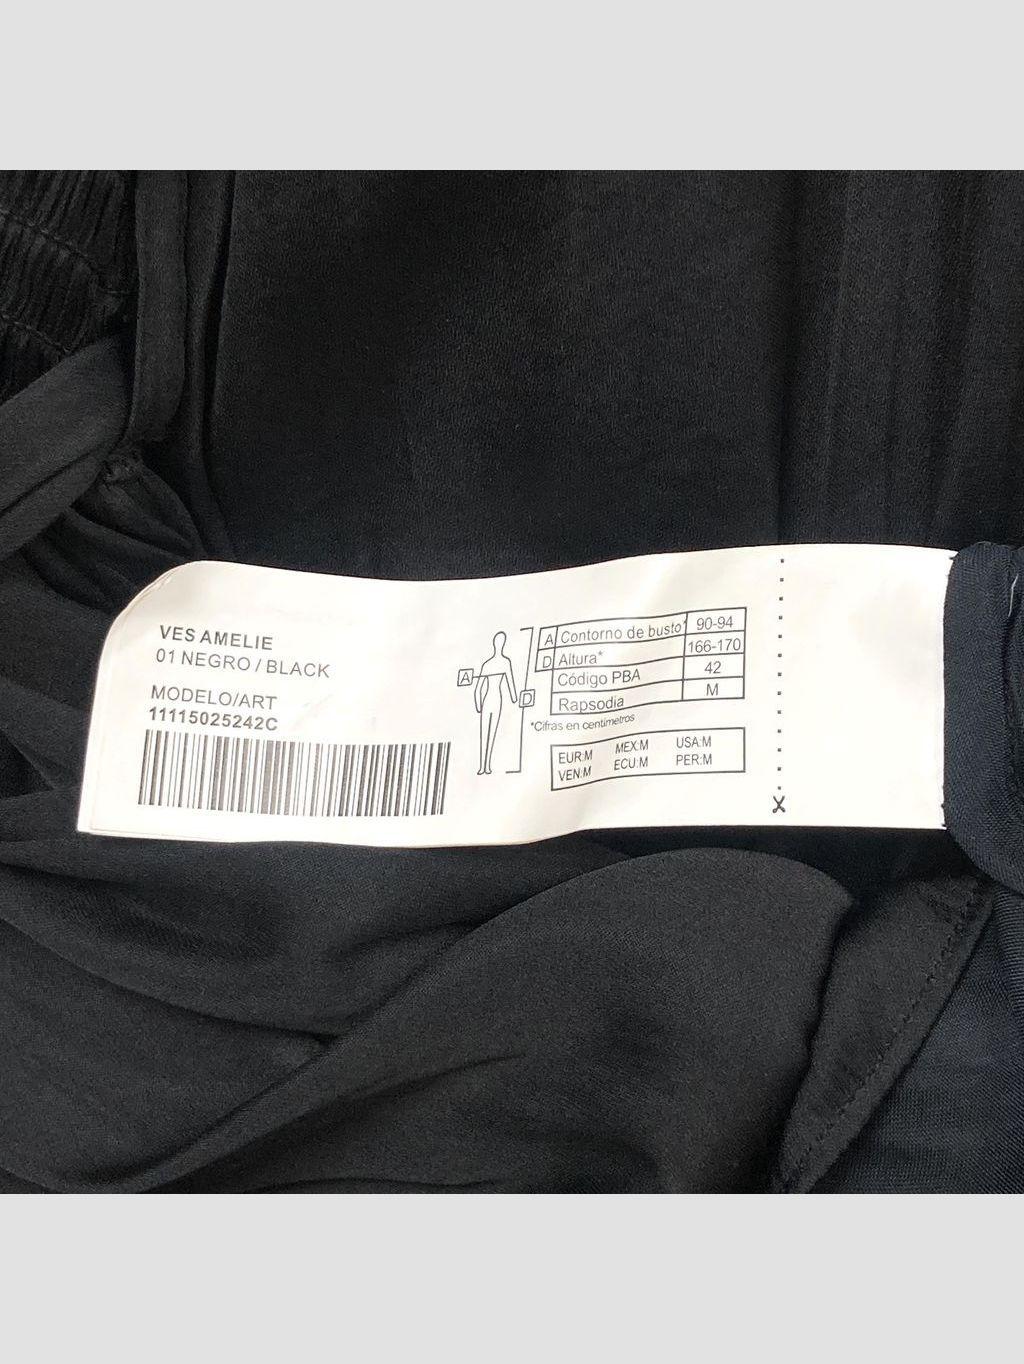 VES AMELIE
01 NEGRO / BLACK
MODELO/ART
11115025242C
A
D
A Contorno de busto* 90-94
D Altura* 166-170
Código PBA 42
Rapsodia M
*Cifras en centímetros
EUR:M MEX:M USA:M
VEN:M ECU:M PER:M